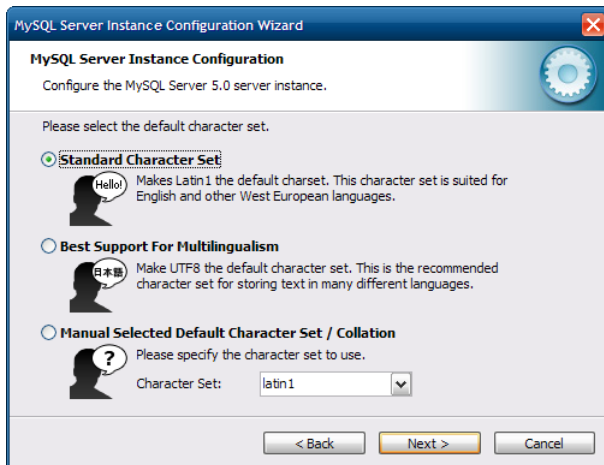 MySQL Server Instance Configuration Wizard
MySQL Server Instance Configuration
Configure the MySQL Server 5.0 server instance.
Please select the default character set.
Standard Character Set
Hello!
Makes Latin1 the default charset. This character set is suited for
English and other West European languages.
Best Support For Multilingualism
日本語
Make UTF8 the default character set. This is the recommended
character set for storing text in many different languages.
Manual Selected Default Character Set / Collation
?
Please specify the character set to use.
Character Set: latin1
< Back Next > Cancel